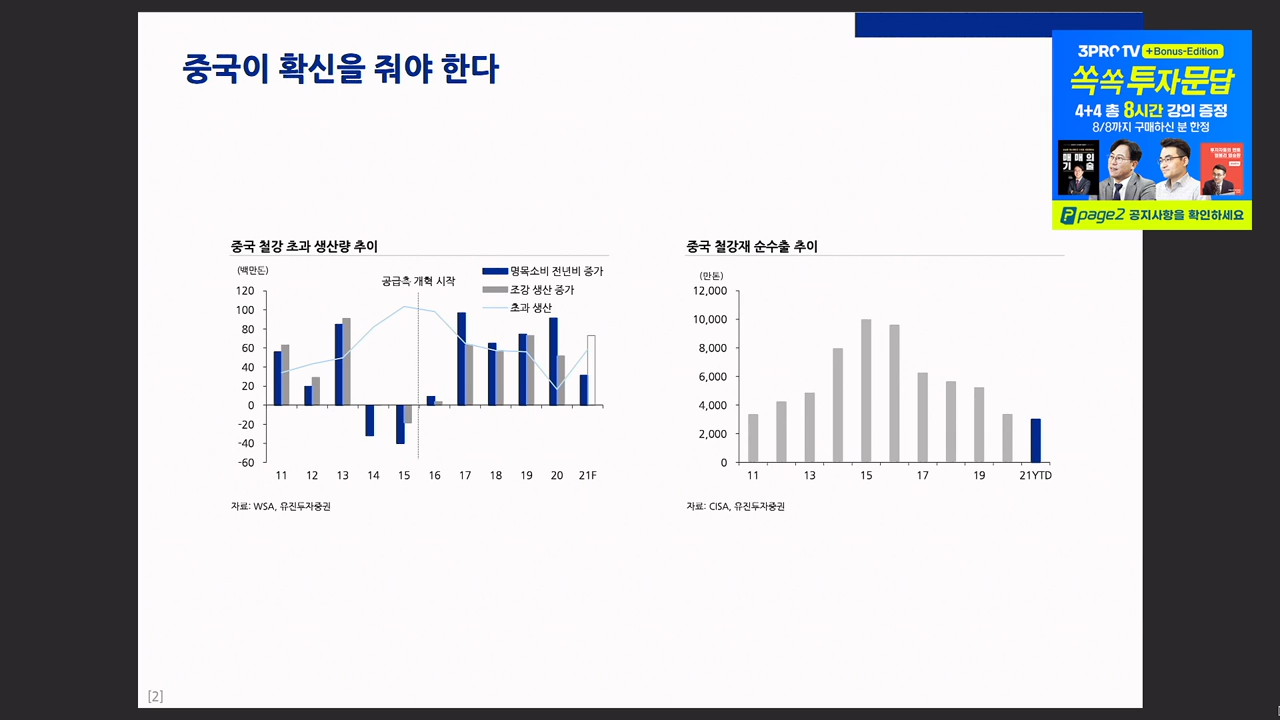 중국이 확신을 줘야 한다
3PROTV +Bonus-Edition
쏙쏙 투자문답
4+4 총 8시간 강의 증정
8/8까지 구매하신 분 한정
매매의
기술
page2 공지사항을 확인하세요
중국 철강 초과 생산량 추이
(백만톤)
공급측 개혁 시작
명목소비 전년비 증가
조강 생산 증가
초과 생산
120
100
80
60
40
20
0
-20
-40
-60
11 12 13 14 15 16 17 18 19 20 21F
자료: WSA, 유진투자증권
중국 철강재 순수출 추이
(만톤)
12,000
10,000
8,000
6,000
4,000
2,000
0
11 13 15 17 19 21YTD
자료: CISA, 유진투자증권
[2]